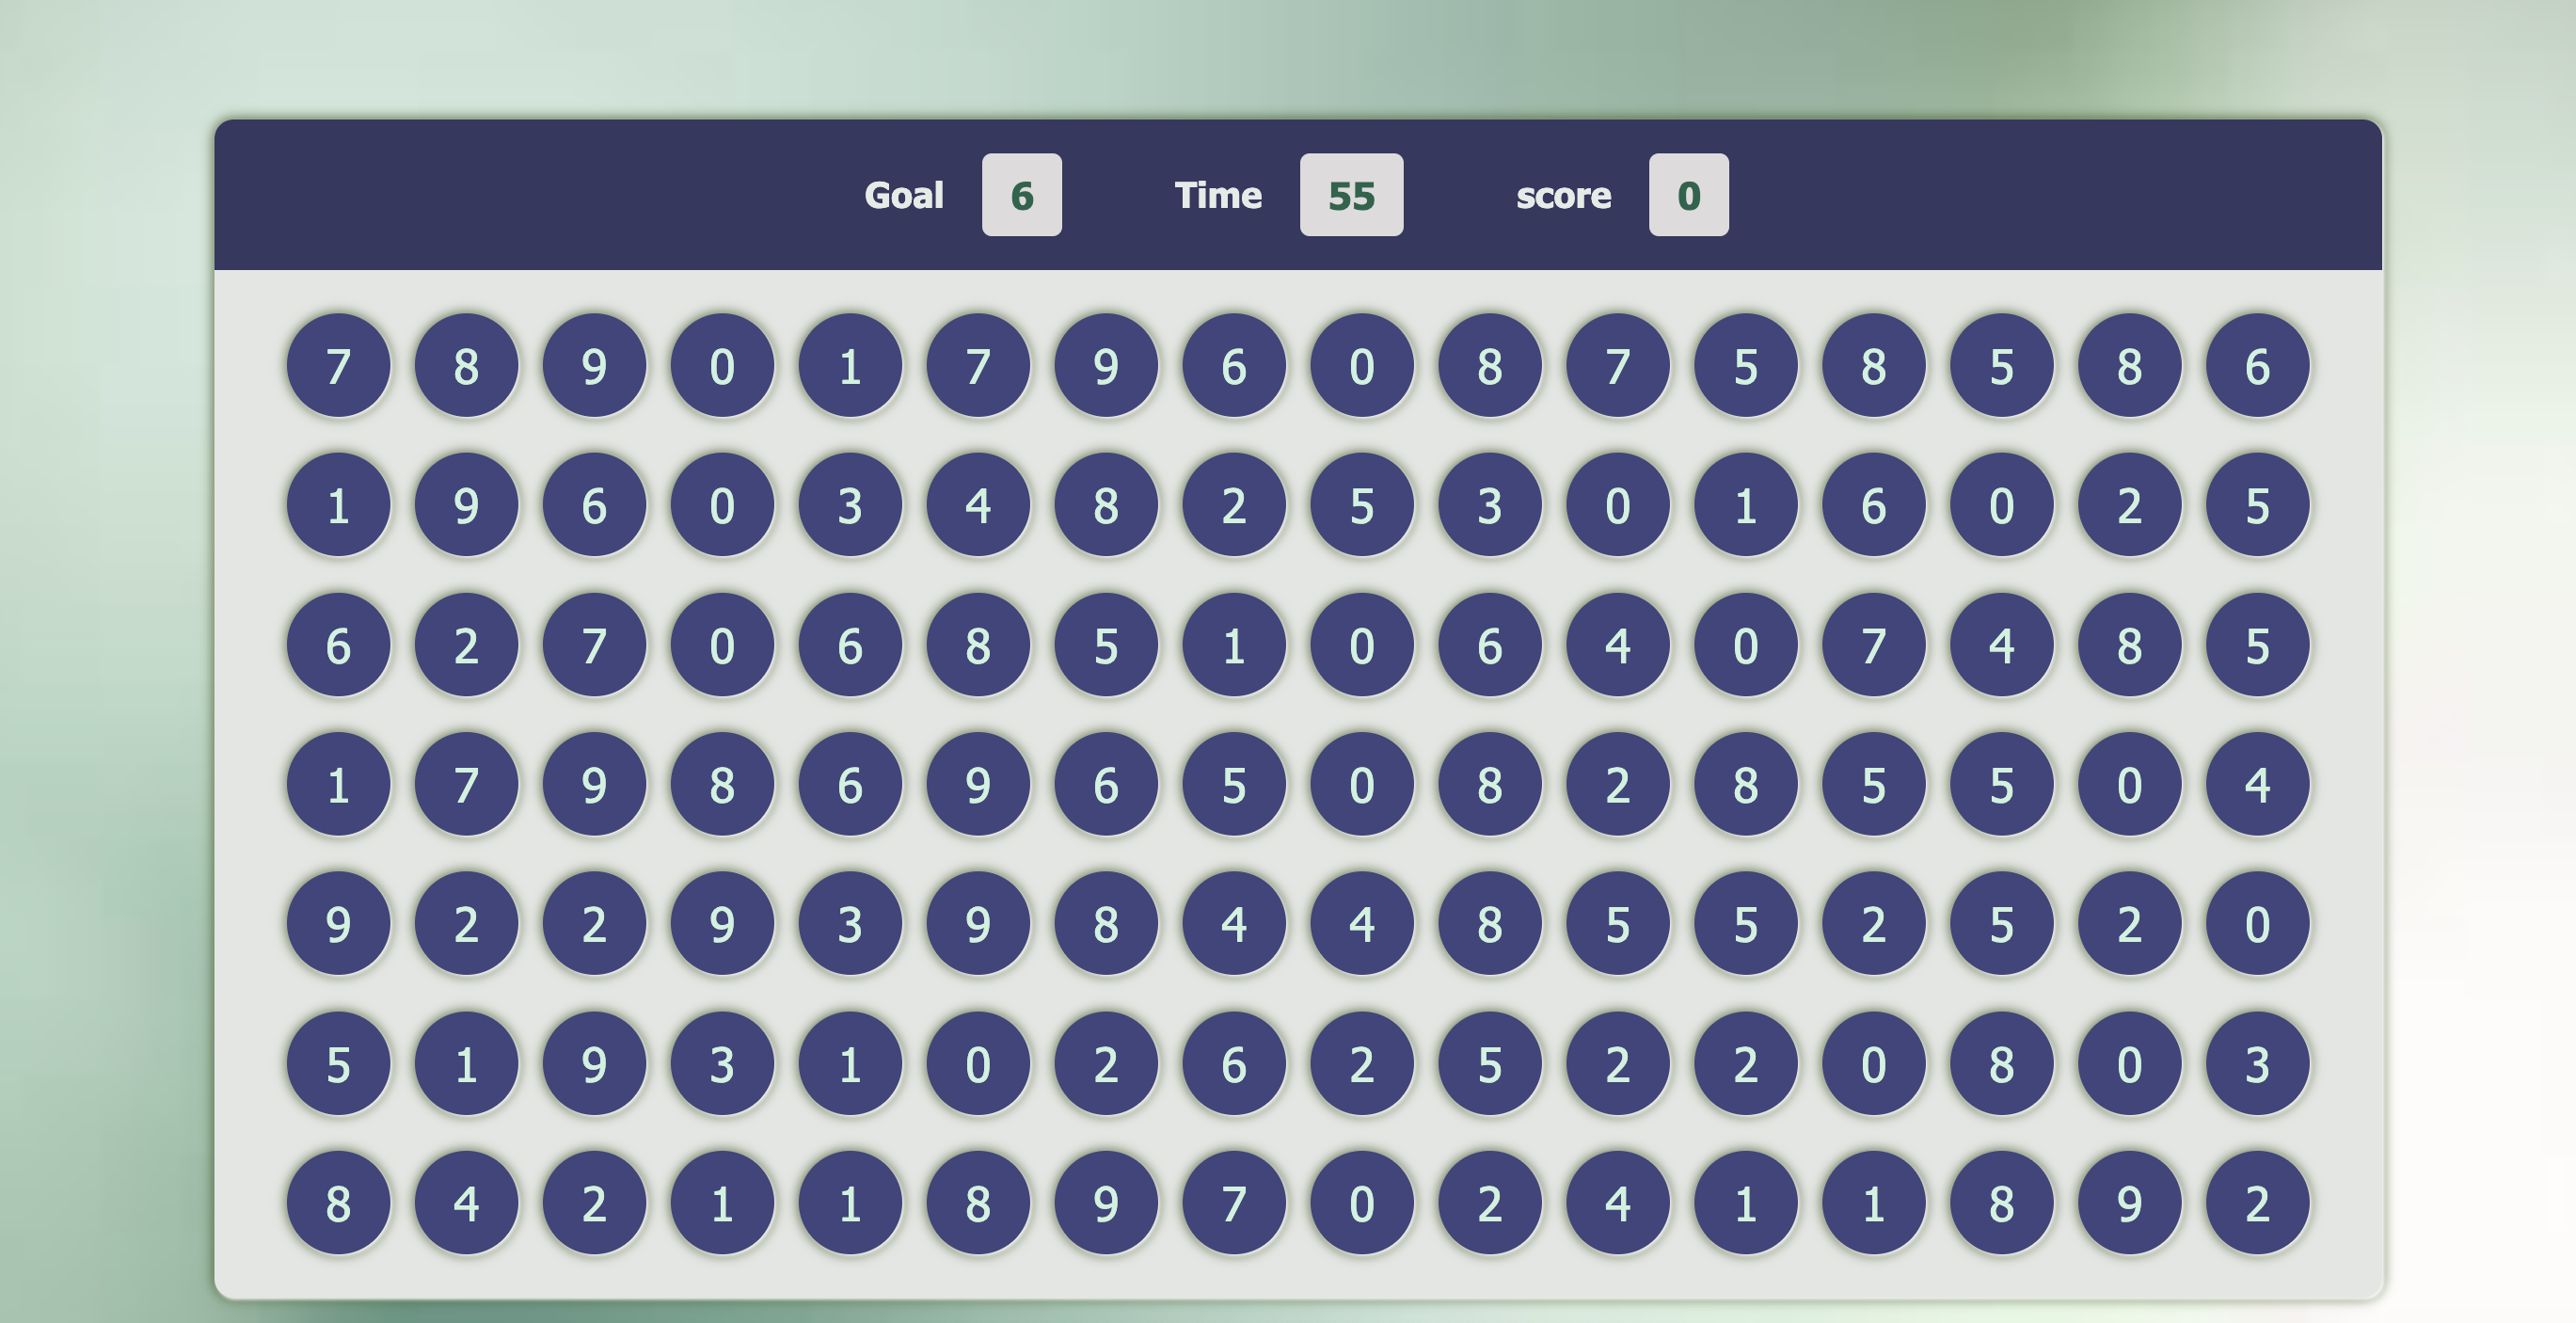 Goal 6 Time 55 score 0
7 8 9 0 1 7 9 6 0 8 7 5 8 5 8 6
1 9 6 0 3 4 8 2 5 3 0 1 6 0 2 5
6 2 7 0 6 8 5 1 0 6 4 0 7 4 8 5
1 7 9 8 6 9 6 5 0 8 2 8 5 5 0 4
9 2 2 9 3 9 8 4 4 8 5 5 2 5 2 0
5 1 9 3 1 0 2 6 2 5 2 2 0 8 0 3
8 4 2 1 1 8 9 7 0 2 4 1 1 8 9 2